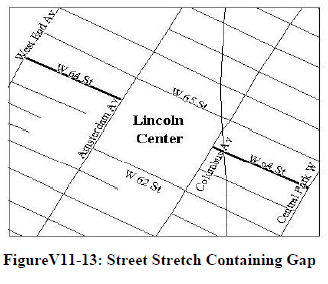 West End Av
W 64 St
W 65 St
Amsterdam Av
Lincoln
Center
W 62 St
Columbus Av
W 64 St
Central Park W
FigureV11-13: Street Stretch Containing Gap